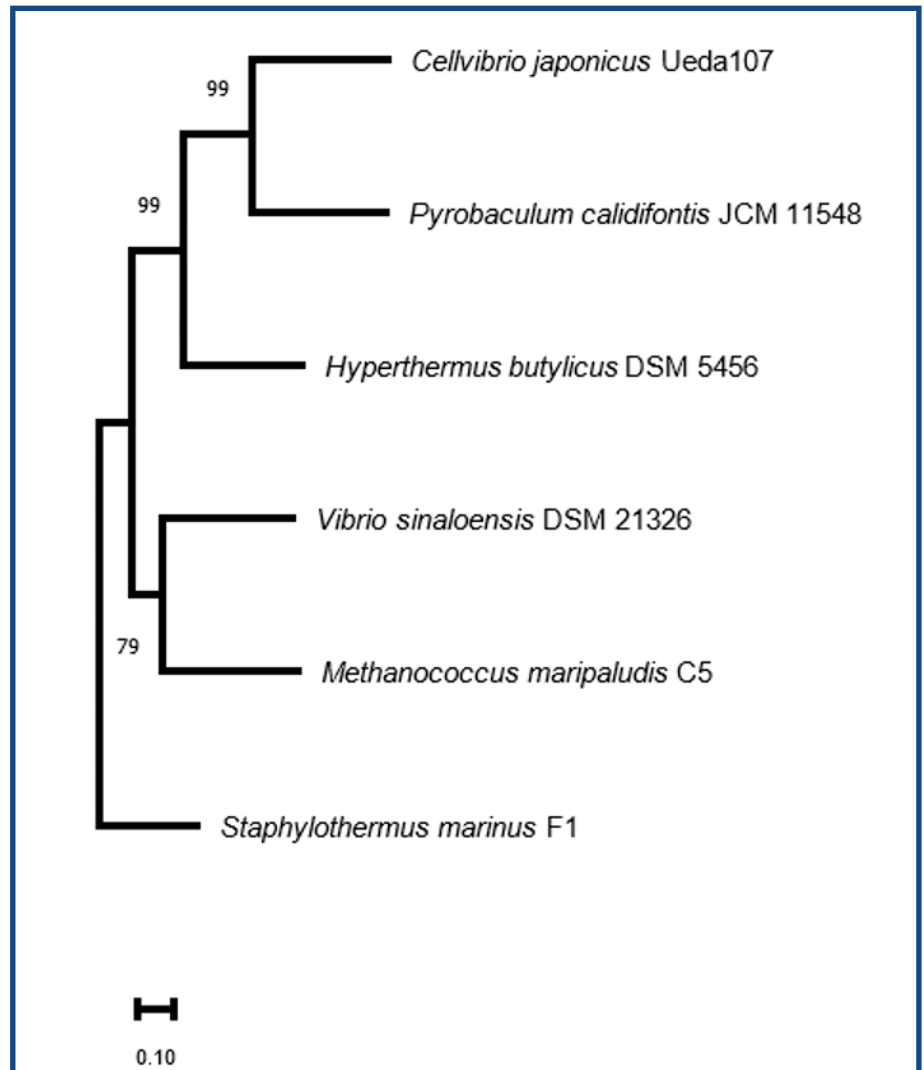 Cellvibrio japonicus Ueda107
99
99
Pyrobaculum calidifontis JCM 11548
Hyperthermus butylicus DSM 5456
Vibrio sinaloensis DSM 21326
79
Methanococcus maripaludis C5
Staphylothermus marinus F1
0.10